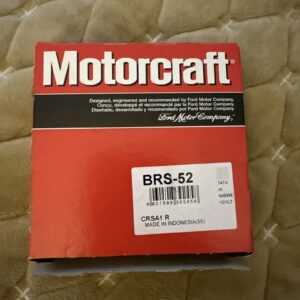 Motorcraft®
Designed, engineered and recommended by Ford Motor Company.
Conçu, développé et recommandé par la Ford Motor Company.
Diseñado, desarrollado y recomendado por Ford Motor Company.
Ford Motor Company,
BRS-52
CRSA1 R
MADE IN INDONESIA(ID)